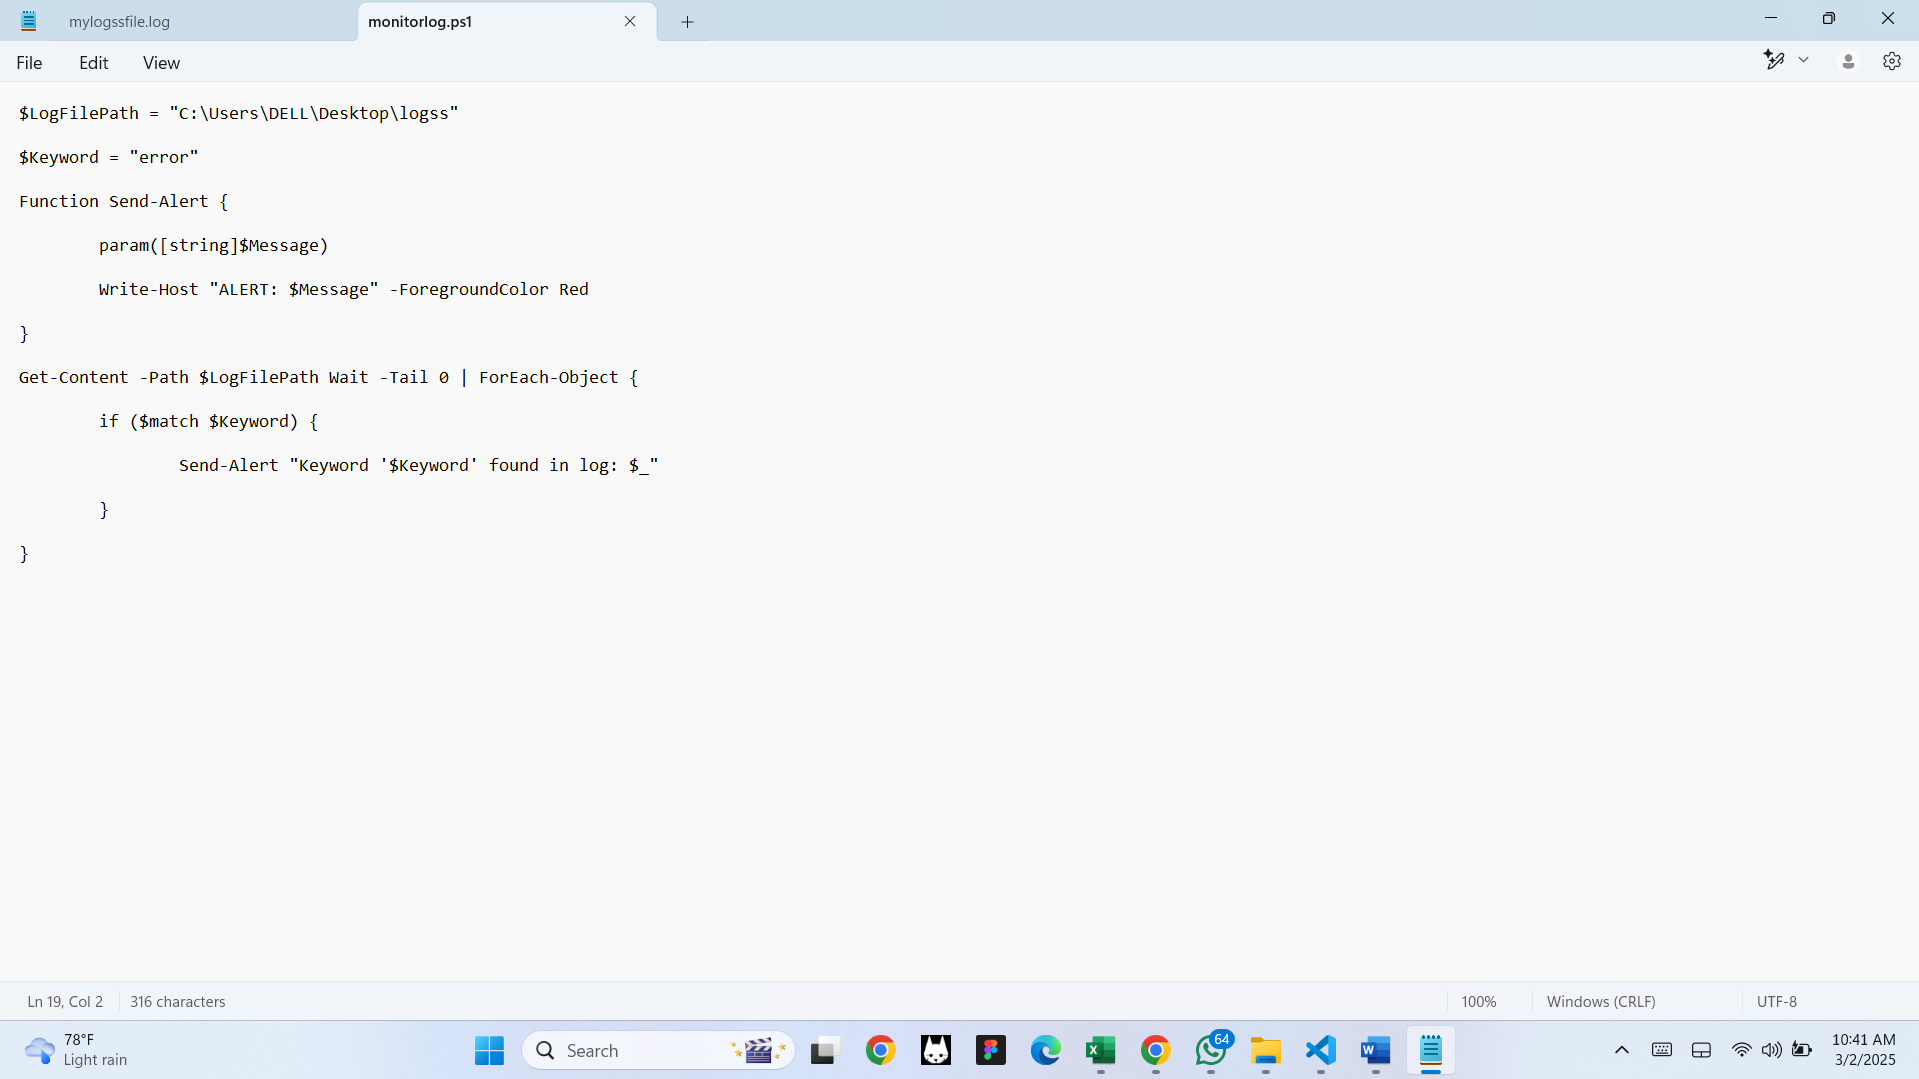 mylogssfile.log
monitorlog.ps1
File Edit View
$LogFilePath = "C:\Users\DELL\Desktop\logss"
$Keyword = "error"
Function Send-Alert {
param([string]$Message)
Write-Host "ALERT: $Message" -ForegroundColor Red
}
Get-Content -Path $LogFilePath Wait -Tail 0 | ForEach-Object {
if ($match $Keyword) {
Send-Alert "Keyword '$Keyword' found in log: $_"
}
}
Ln 19, Col 2 316 characters 100% Windows (CRLF) UTF-8
78°F
Light rain
Search
64
10:41 AM
3/2/2025